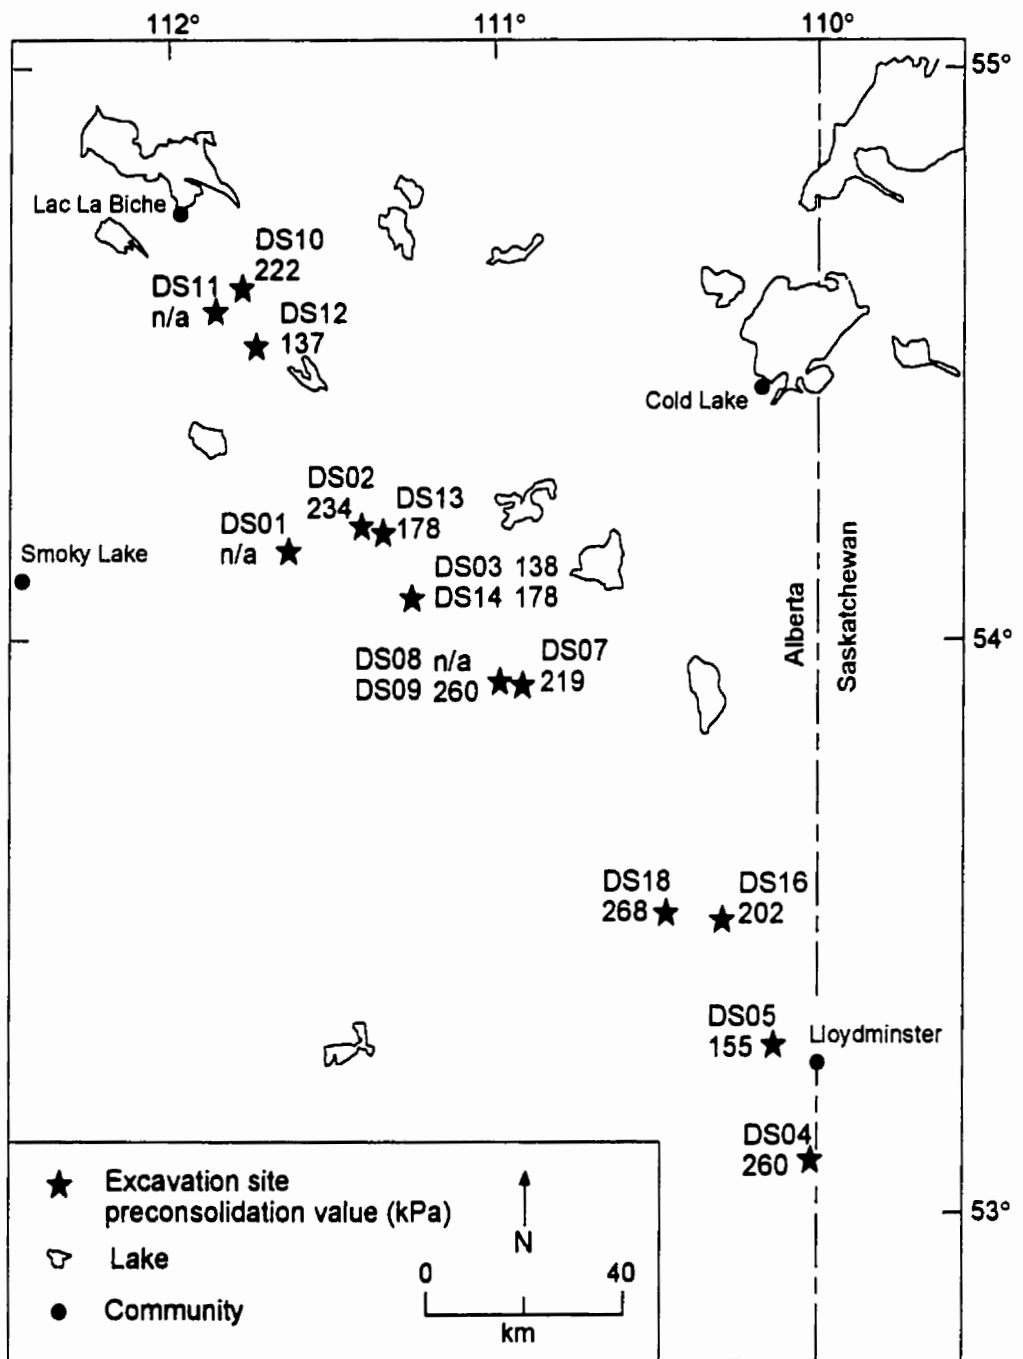 112° 111° 110°
55°
Lac La Biche
DS10
222
DS11
n/a
DS12
137
Cold Lake
DS02
234
DS13
178
DS01
n/a
Smoky Lake
DS03 138
DS14 178
Alberta
Saskatchewan
54°
DS08 n/a
DS09 260
DS07
219
DS18
268
DS16
202
DS05
155
Lloydminster
DS04
260
53°
Excavation site
preconsolidation value (kPa)
Lake
Community
N
0 40
km